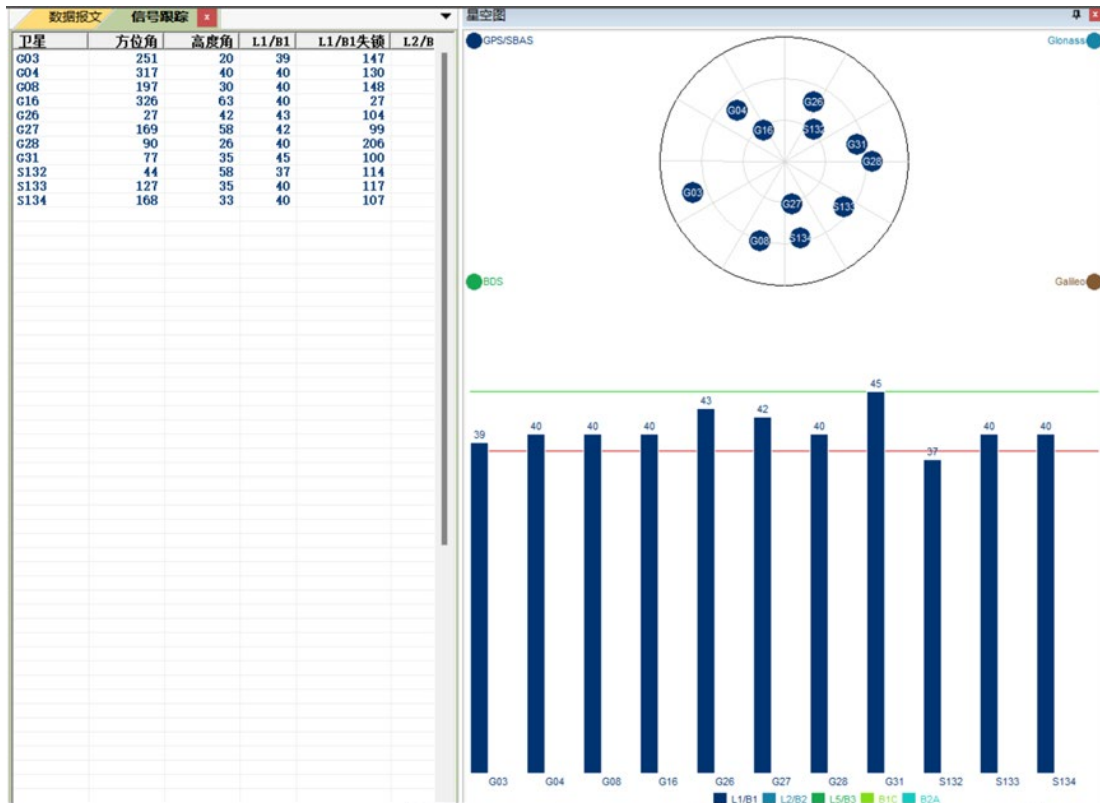 数据报文 信号跟踪 x
卫星 方位角 高度角 L1/B1 L1/B1失锁 L2/B
G03 251 20 39 147
G04 317 40 40 130
G08 197 30 40 148
G16 326 63 40 27
G26 27 42 43 104
G27 169 58 42 99
G28 90 26 40 206
G31 77 35 45 100
S132 44 58 37 114
S133 127 35 40 117
S134 168 33 40 107
星空图
GPS/SBAS
Glonass
G26
G04
G16
S132
G31
G28
G03
G27
S133
G08
S134
BDS
Galileo
39
40
40
40
43
42
40
45
37
40
40
G03 G04 G08 G16 G26 G27 G28 G31 S132 S133 S134
L1/B1 L2/B2 L5/B3 B1C B2A